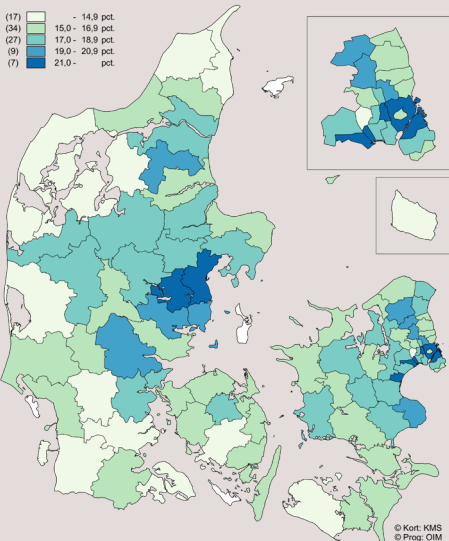 (17) - 14,9 pct.
(34) 15,0 - 16,9 pct.
(27) 17,0 - 18,9 pct.
(9) 19,0 - 20,9 pct.
(7) 21,0 - pct.
© Kort: KMS
© Prog: OIM